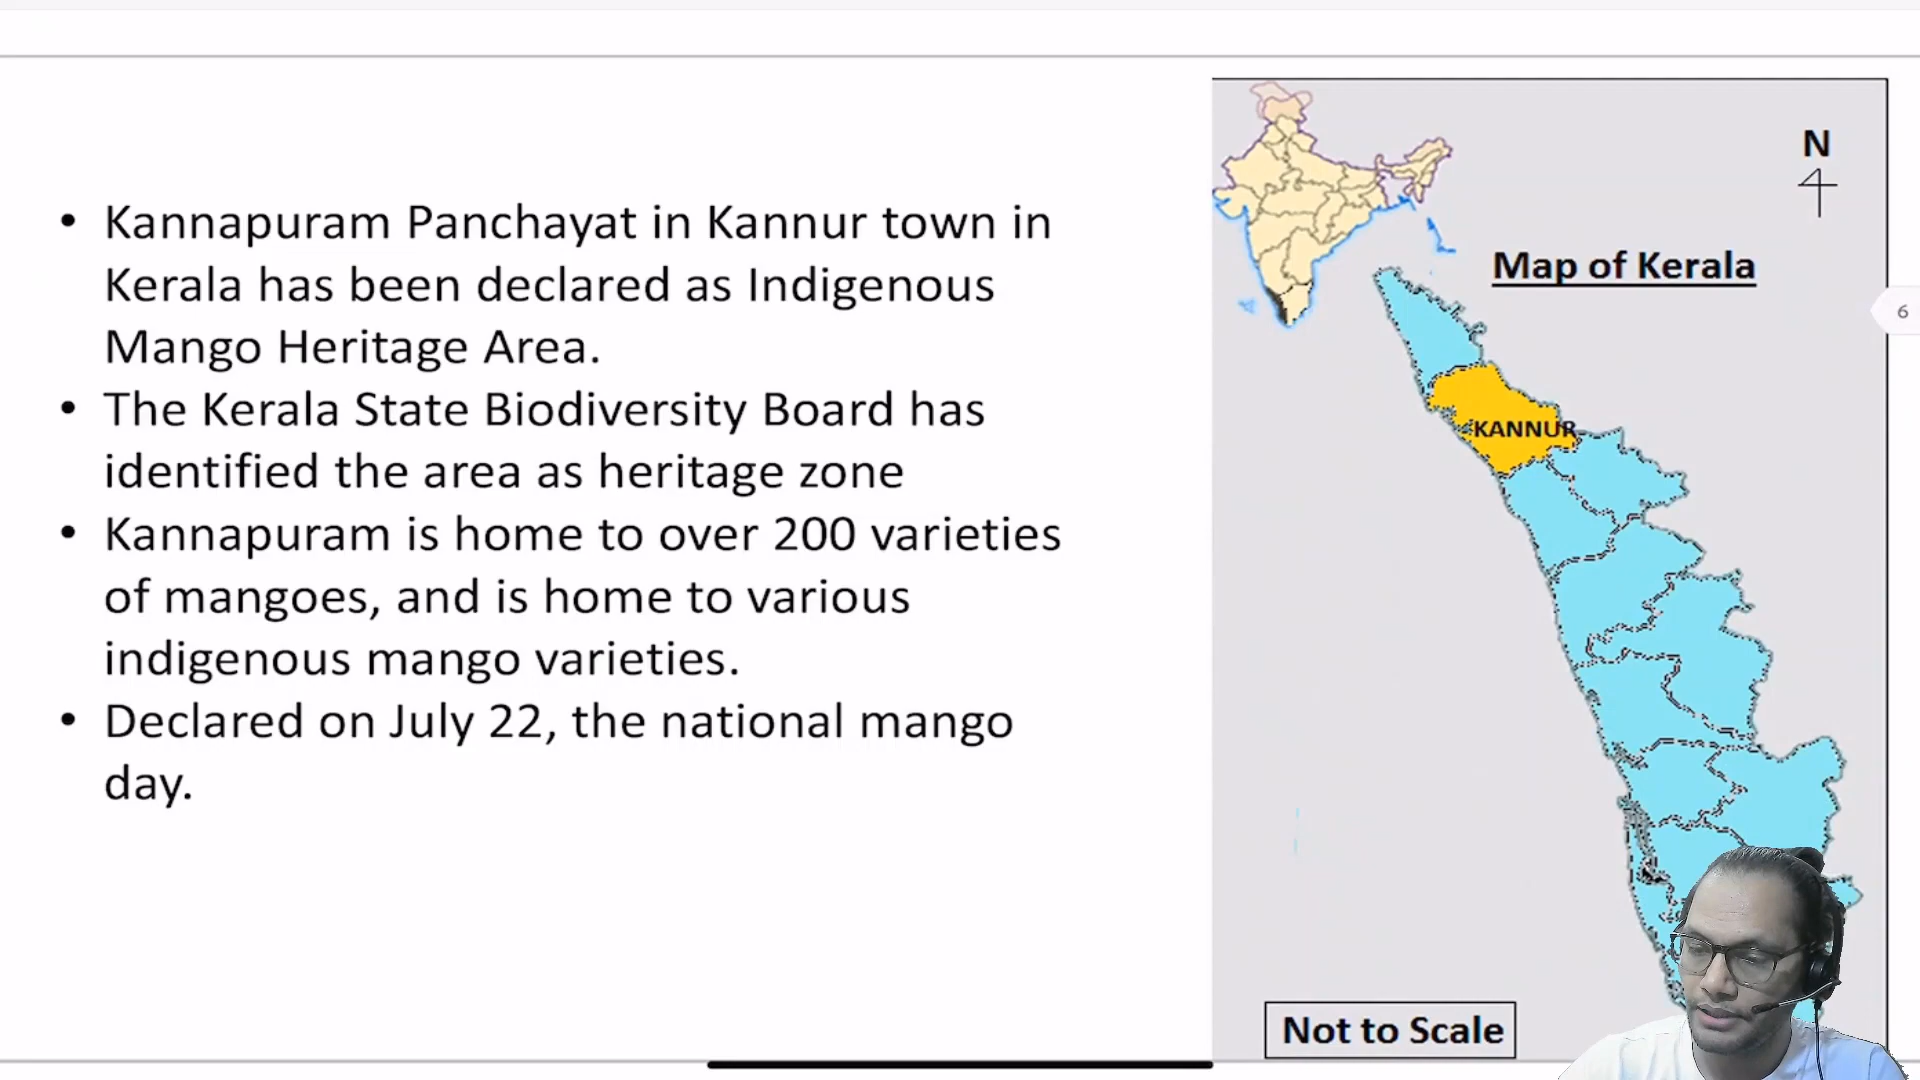 • Kannapuram Panchayat in Kannur town in
Kerala has been declared as Indigenous
Mango Heritage Area.
• The Kerala State Biodiversity Board has
identified the area as heritage zone
• Kannapuram is home to over 200 varieties
of mangoes, and is home to various
indigenous mango varieties.
• Declared on July 22, the national mango
day.
N
Map of Kerala
6
KANNUR
Not to Scale